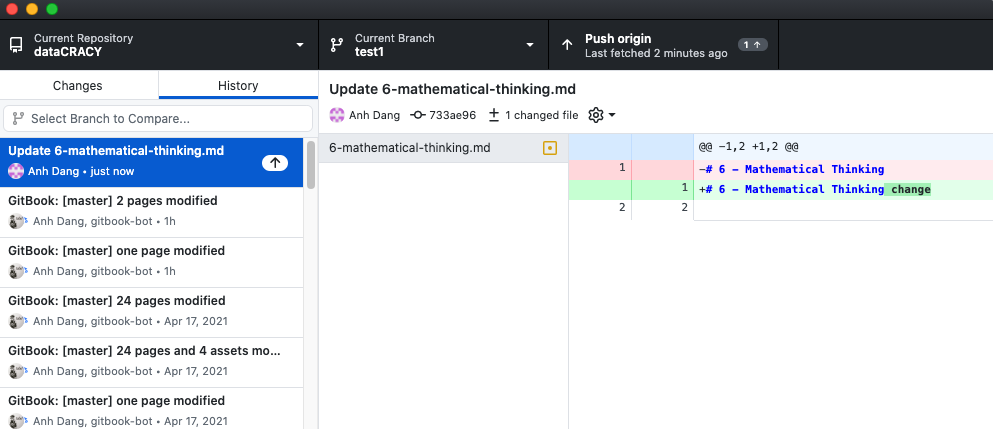 Current Repository
dataCRACY
Current Branch
test1
Push origin
Last fetched 2 minutes ago
1
Changes
History
Select Branch to Compare...
Update 6-mathematical-thinking.md
Anh Dang • just now
GitBook: [master] 2 pages modified
Anh Dang, gitbook-bot • 1h
GitBook: [master] one page modified
Anh Dang, gitbook-bot • 1h
GitBook: [master] 24 pages modified
Anh Dang, gitbook-bot • Apr 17, 2021
GitBook: [master] 24 pages and 4 assets mo...
Anh Dang, gitbook-bot • Apr 17, 2021
GitBook: [master] one page modified
Anh Dang, gitbook-bot • Apr 17, 2021
Update 6-mathematical-thinking.md
Anh Dang 733ae96 1 changed file
6-mathematical-thinking.md
@@ -1,2 +1,2 @@
1 -# 6 - Mathematical Thinking
1 +# 6 - Mathematical Thinking change
2 2